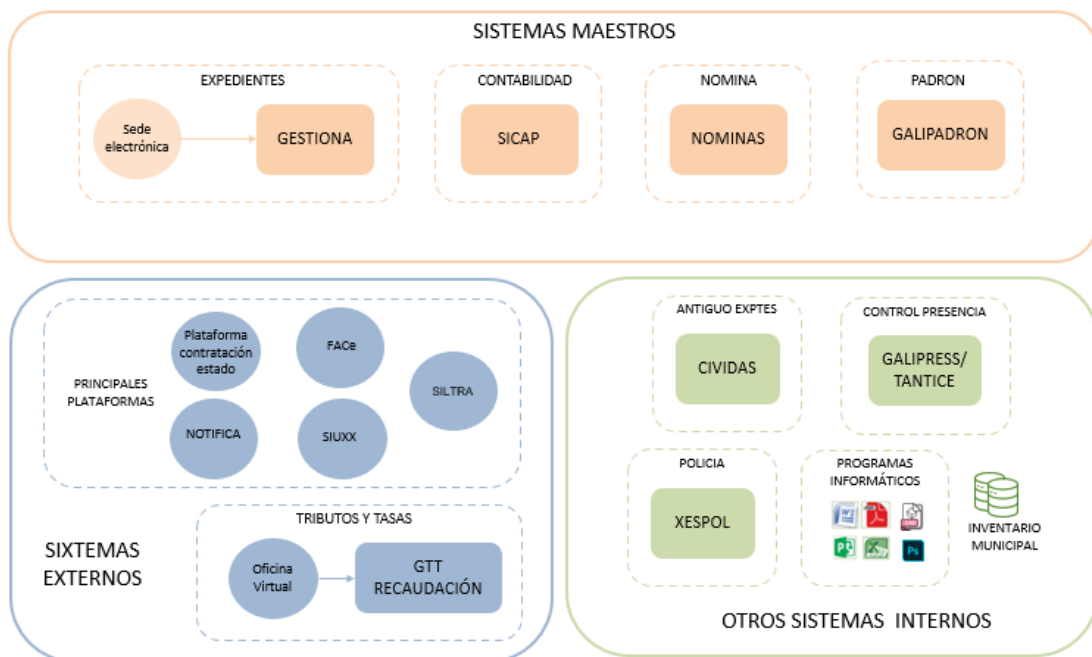 SISTEMAS MAESTROS
EXPEDIENTES
Sede
electrónica
GESTIONA
CONTABILIDAD
SICAP
NOMINA
NOMINAS
PADRON
GALIPADRON
PRINCIPALES
PLATAFORMAS
Plataforma
contratación
estado
FACe
SILTRA
NOTIFICA
SIUXX
TRIBUTOS Y TASAS
Oficina
Virtual
GTT
RECAUDACIÓN
SIXTEMAS
EXTERNOS
ANTIGUO EXPTES
CIVIDAS
CONTROL PRESENCIA
GALIPRESS/
TANTICE
POLICIA
XESPOL
PROGRAMAS
INFORMÁTICOS
Ps
INVENTARIO
MUNICIPAL
OTROS SISTEMAS INTERNOS